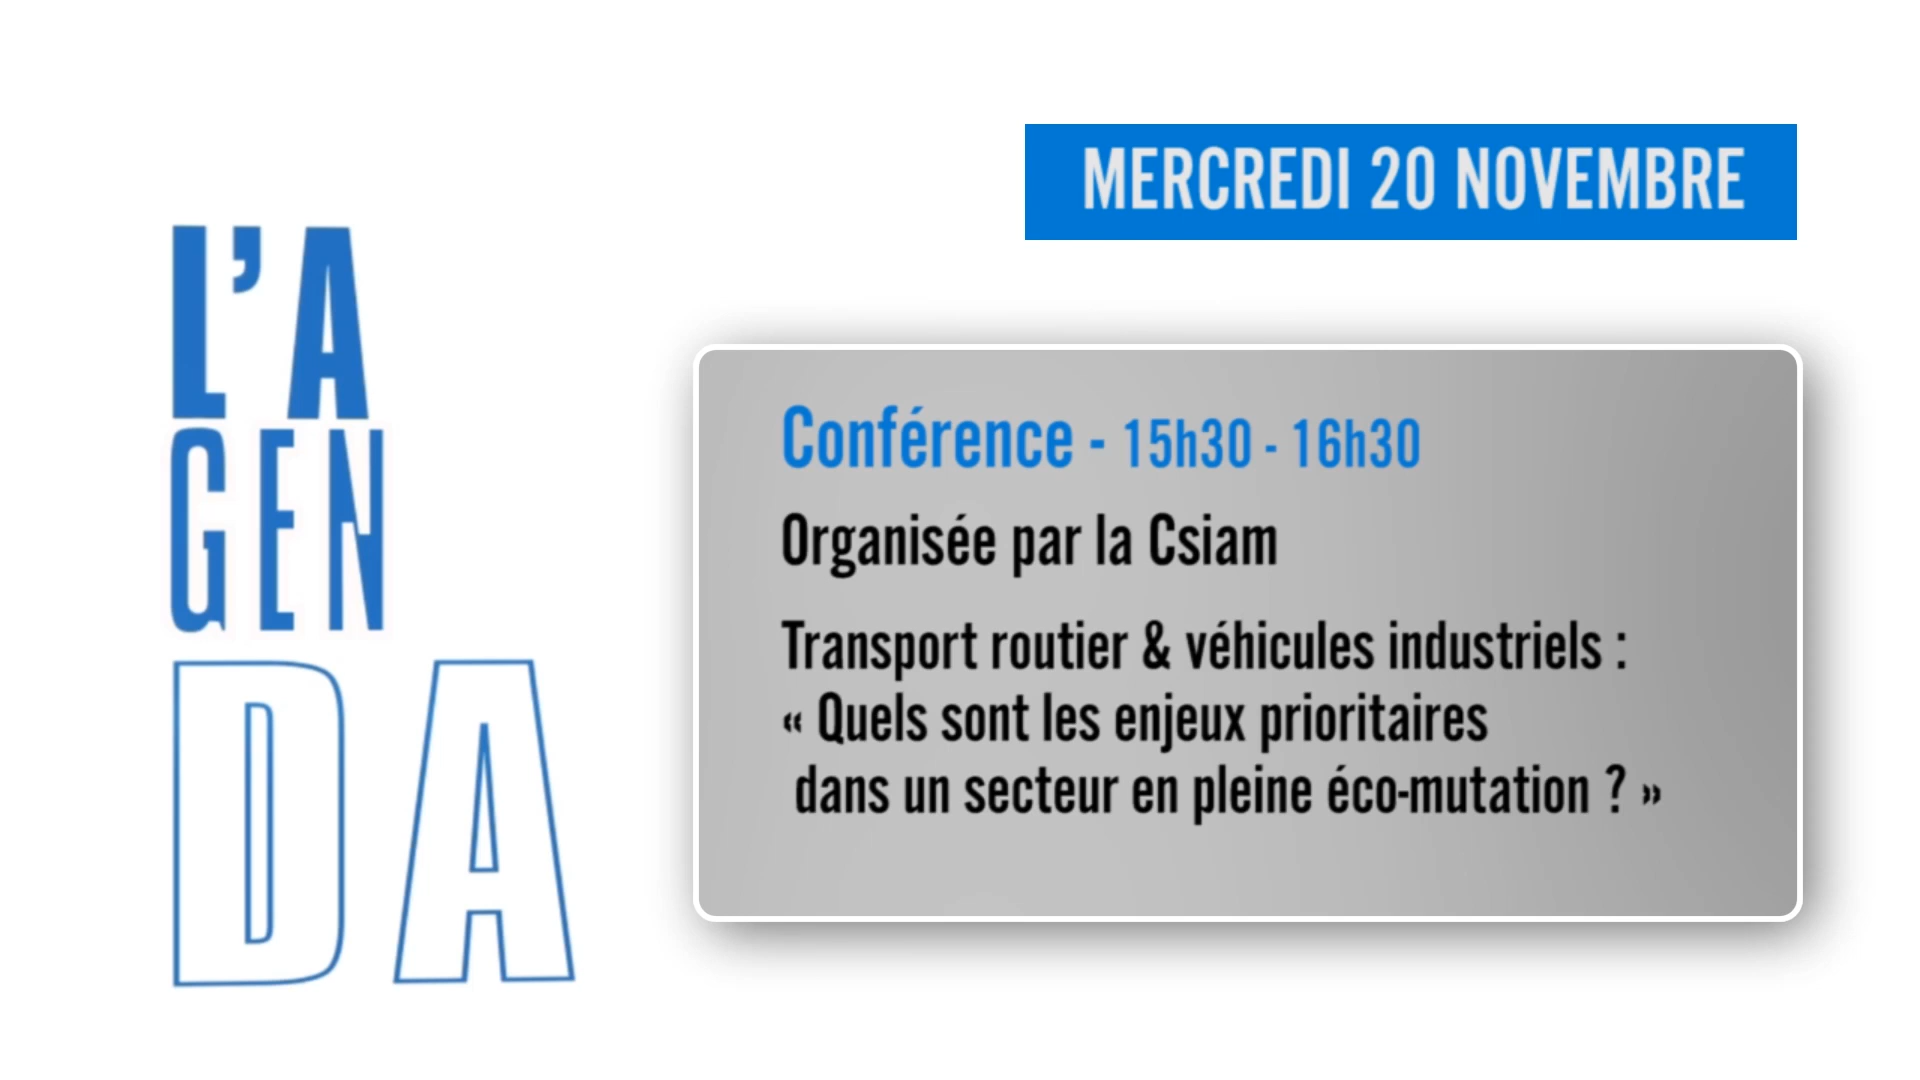 L'A
GEN
DA
MERCREDI 20 NOVEMBRE
Conférence - 15h30 - 16h30
Organisée par la Csiam
Transport routier & véhicules industriels :
« Quels sont les enjeux prioritaires
dans un secteur en pleine éco-mutation ? »